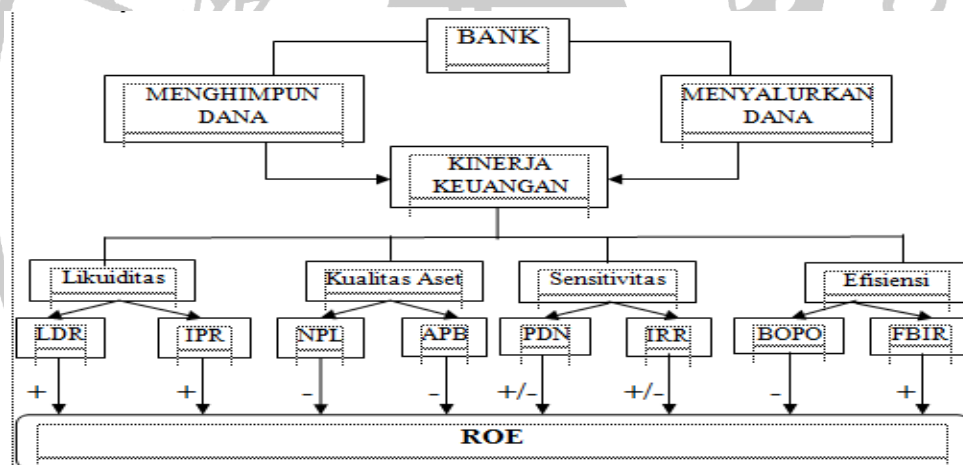 BANK
MENGHIMPUN
DANA
MENYALURKAN
DANA
KINERJA
KEUANGAN
Likuiditas
Kualitas Aset
Sensitivitas
Efisiensi
LDR
IPR
NPL
APB
PDN
IRR
BOPO
FBIR
+
+
-
-
+/-
+/-
-
+
ROE